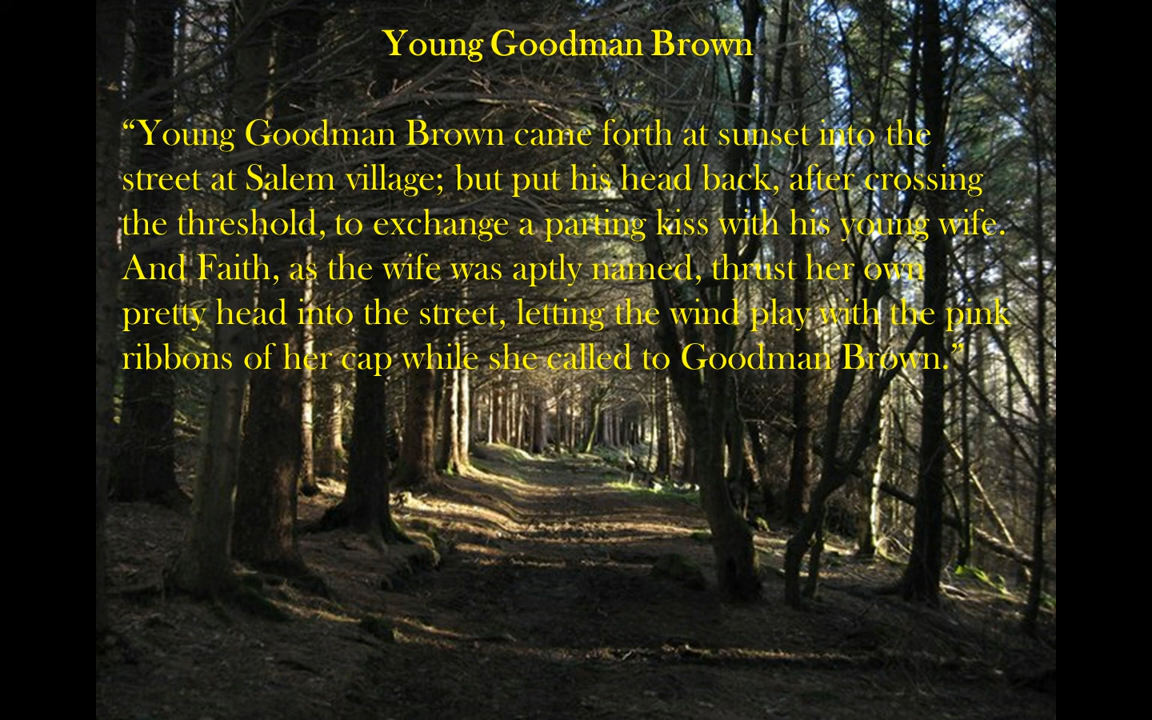 Young Goodman Brown
“Young Goodman Brown came forth at sunset into the
street at Salem village; but put his head back, after crossing
the threshold, to exchange a parting kiss with his young wife.
And Faith, as the wife was aptly named, thrust her own
pretty head into the street, letting the wind play with the pink
ribbons of her cap while she called to Goodman Brown.”